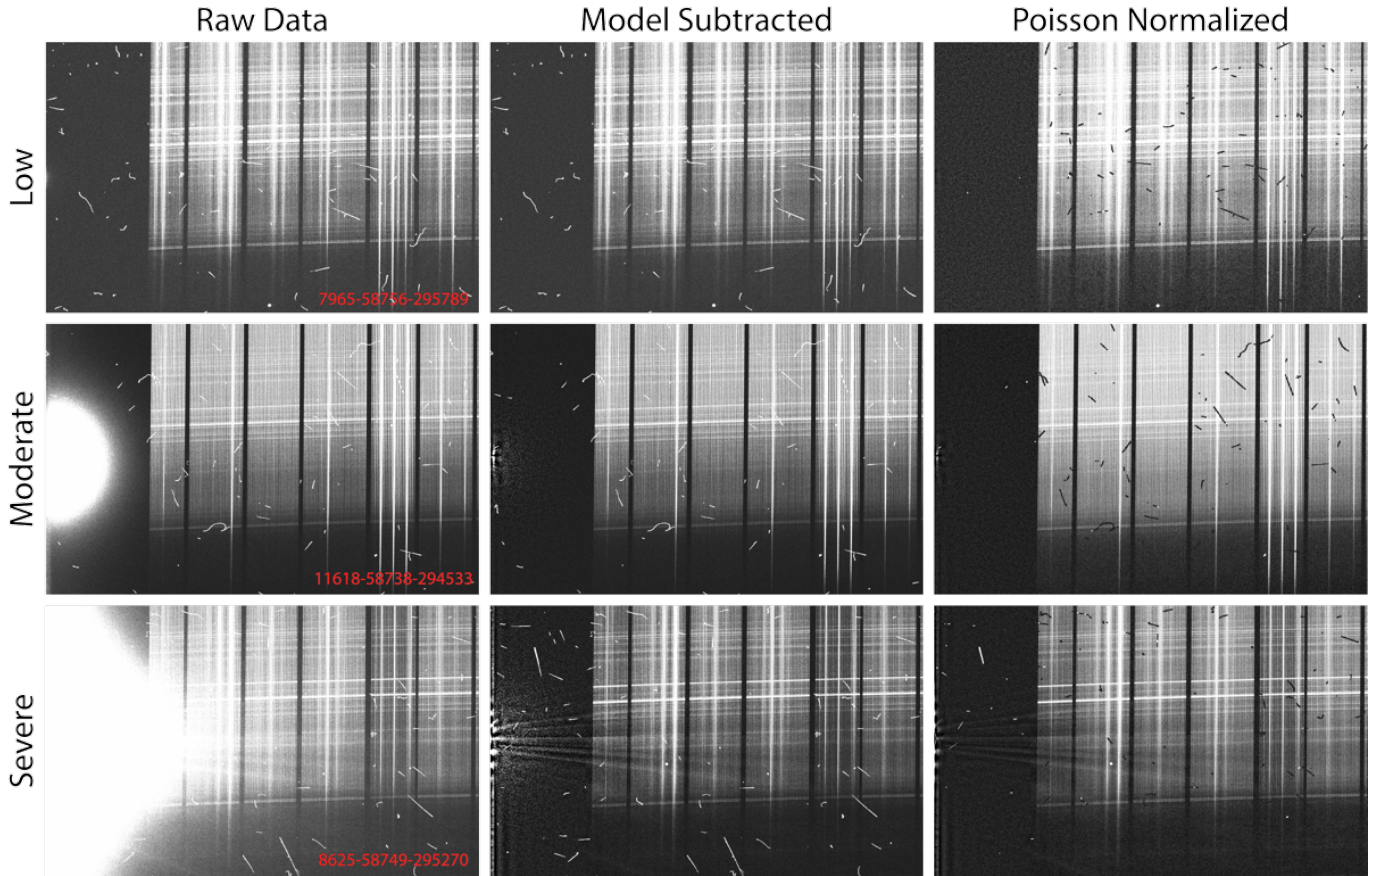 Raw Data
Model Subtracted
Poisson Normalized
Low
7965-58756-295789
Moderate
11618-58738-294533
Severe
8625-58749-295270